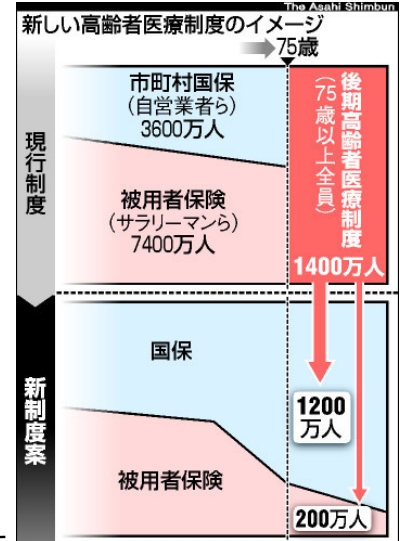 The Asahi Shimbun
新しい高齢者医療制度のイメージ
75歳
現行制度
市町村国保
(自営業者ら)
3600万人
被用者保険
(サラリーマンら)
7400万人
後期高齢者医療制度
(75歳以上全員)
1400万人
新制度案
国保
被用者保険
1200
万人
200万人